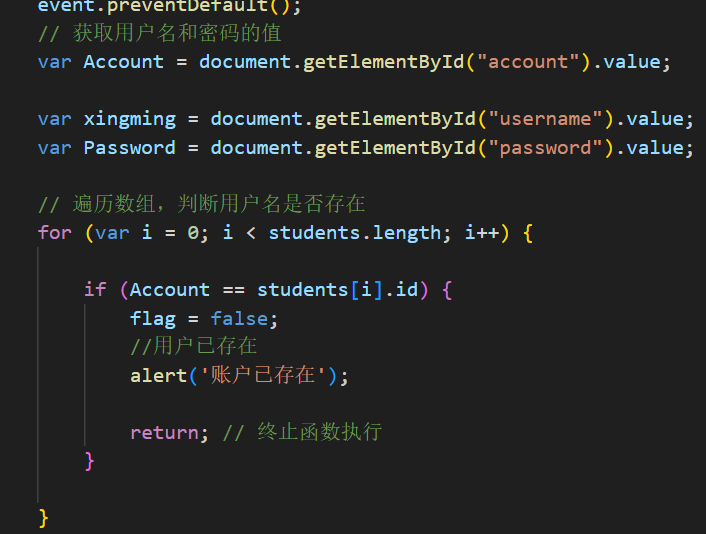 event.preventDefault();
// 获取用户名和密码的值
var Account = document.getElementById("account").value;
var xingming = document.getElementById("username").value;
var Password = document.getElementById("password").value;
// 遍历数组，判断用户名是否存在
for (var i = 0; i < students.length; i++) {
if (Account == students[i].id) {
flag = false;
//用户已存在
alert('账户已存在');
return; // 终止函数执行
}
}